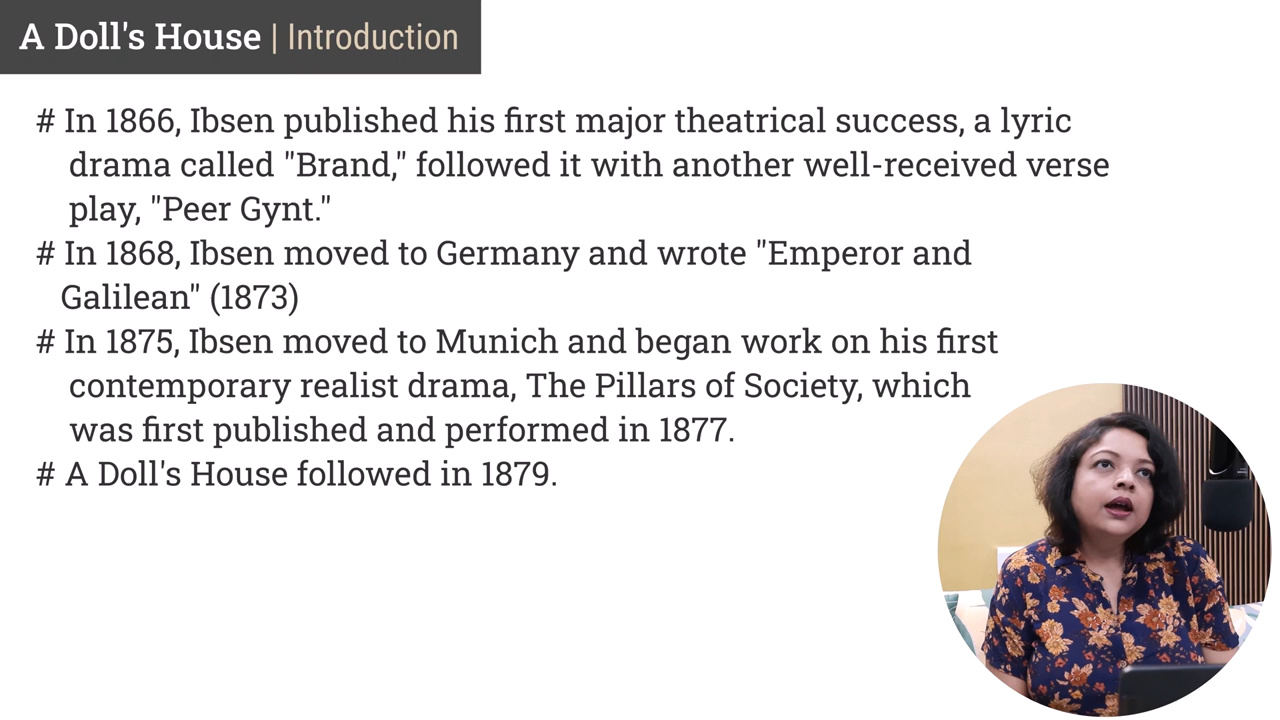 A Doll's House | Introduction
# In 1866, Ibsen published his first major theatrical success, a lyric
drama called "Brand," followed it with another well-received verse
play, "Peer Gynt."
# In 1868, Ibsen moved to Germany and wrote "Emperor and
Galilean" (1873)
# In 1875, Ibsen moved to Munich and began work on his first
contemporary realist drama, The Pillars of Society, which
was first published and performed in 1877.
# A Doll's House followed in 1879.